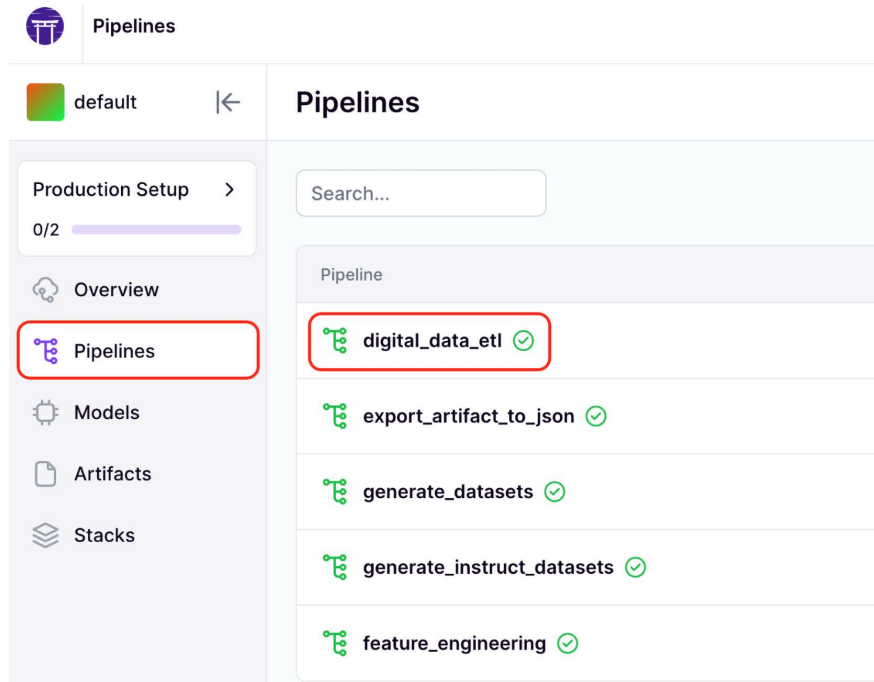 Pipelines
default
Pipelines
Production Setup
0/2
Overview
Pipelines
Models
Artifacts
Stacks
Search...
Pipeline
digital_data_etl
export_artifact_to_json
generate_datasets
generate_instruct_datasets
feature_engineering